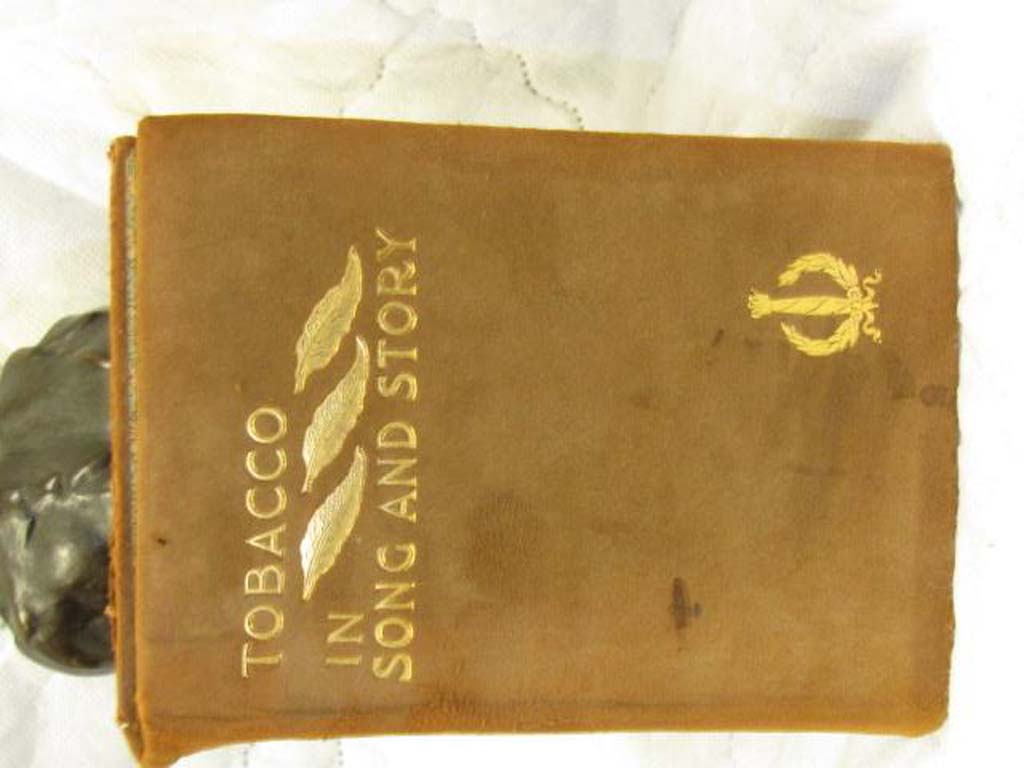 TOBACCO
IN
SONG AND STORY